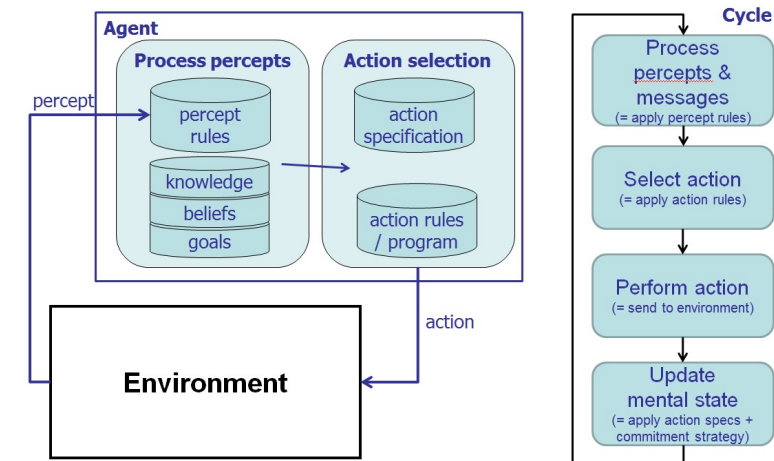 Agent
Process percepts
percept
rules
knowledge
beliefs
goals
Action selection
action
specification
action rules
/ program
percept
action
Environment
Cycle
Process
percepts &
messages
(= apply percept rules)
Select action
(= apply action rules)
Perform action
(= send to environment)
Update
mental state
(= apply action specs +
commitment strategy)